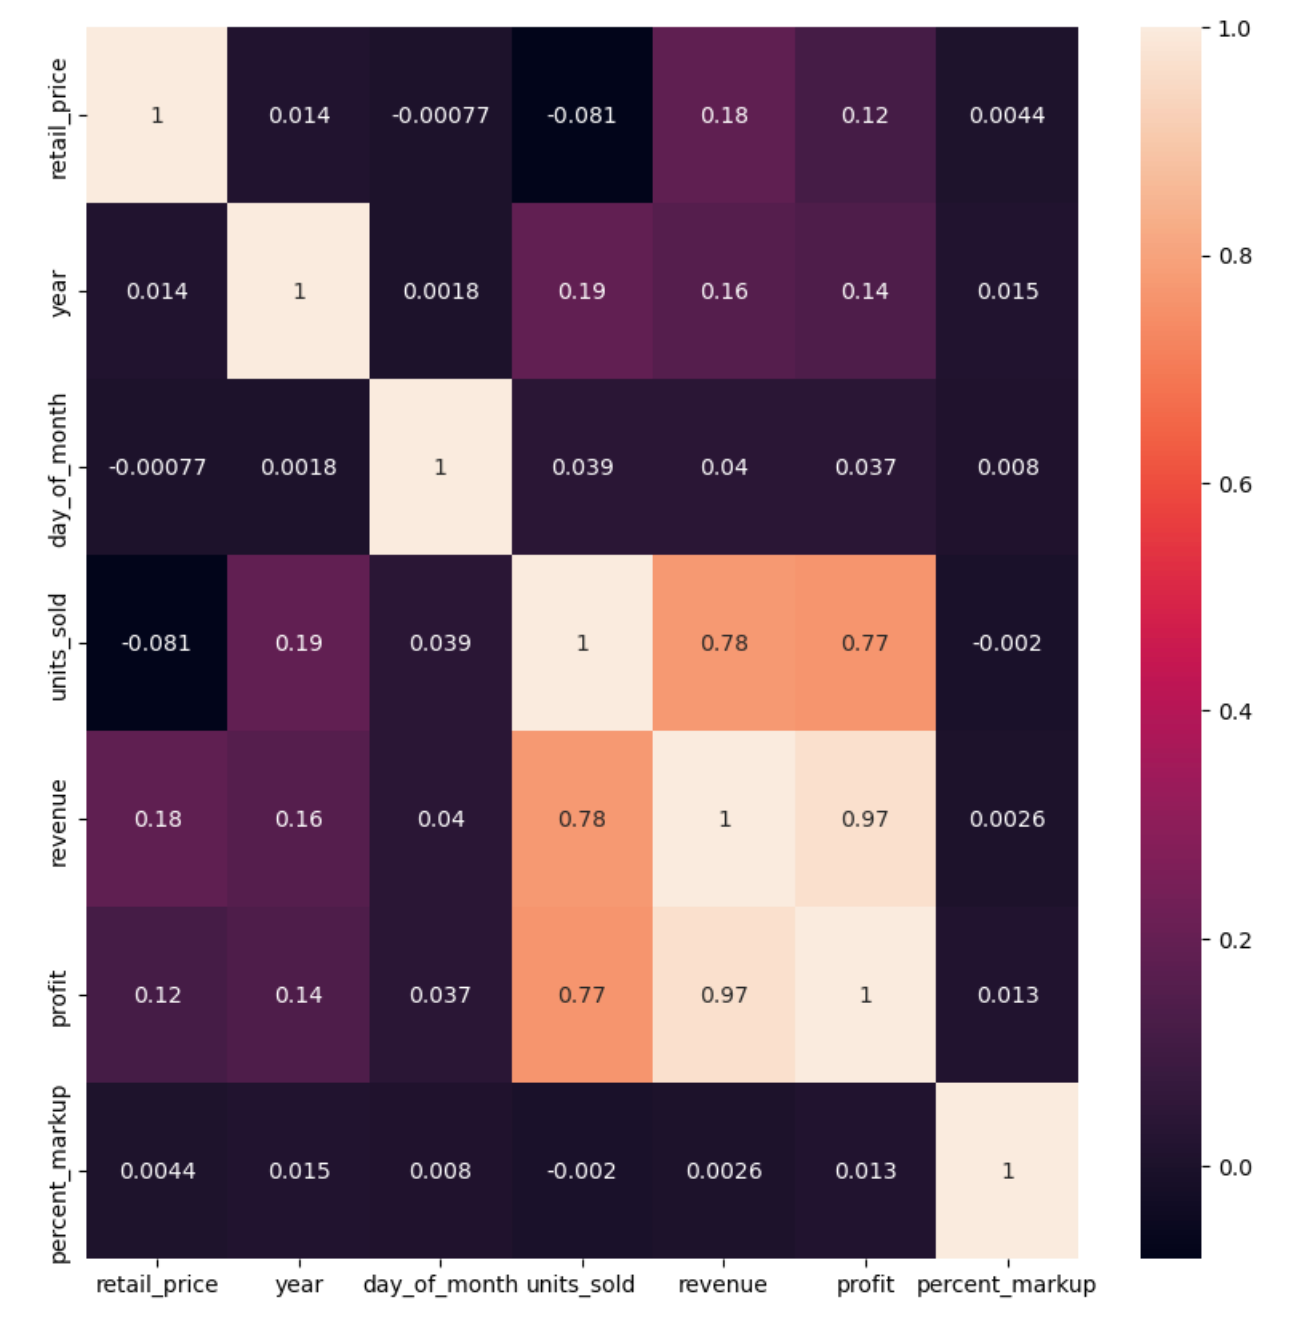 retail_price 1 0.014 -0.00077 -0.081 0.18 0.12 0.0044
year 0.014 1 0.0018 0.19 0.16 0.14 0.015
day_of_month -0.00077 0.0018 1 0.039 0.04 0.037 0.008
units_sold -0.081 0.19 0.039 1 0.78 0.77 -0.002
revenue 0.18 0.16 0.04 0.78 1 0.97 0.0026
profit 0.12 0.14 0.037 0.77 0.97 1 0.013
percent_markup 0.0044 0.015 0.008 -0.002 0.0026 0.013 1
retail_price year day_of_month units_sold revenue profit percent_markup
1.0
0.8
0.6
0.4
0.2
0.0